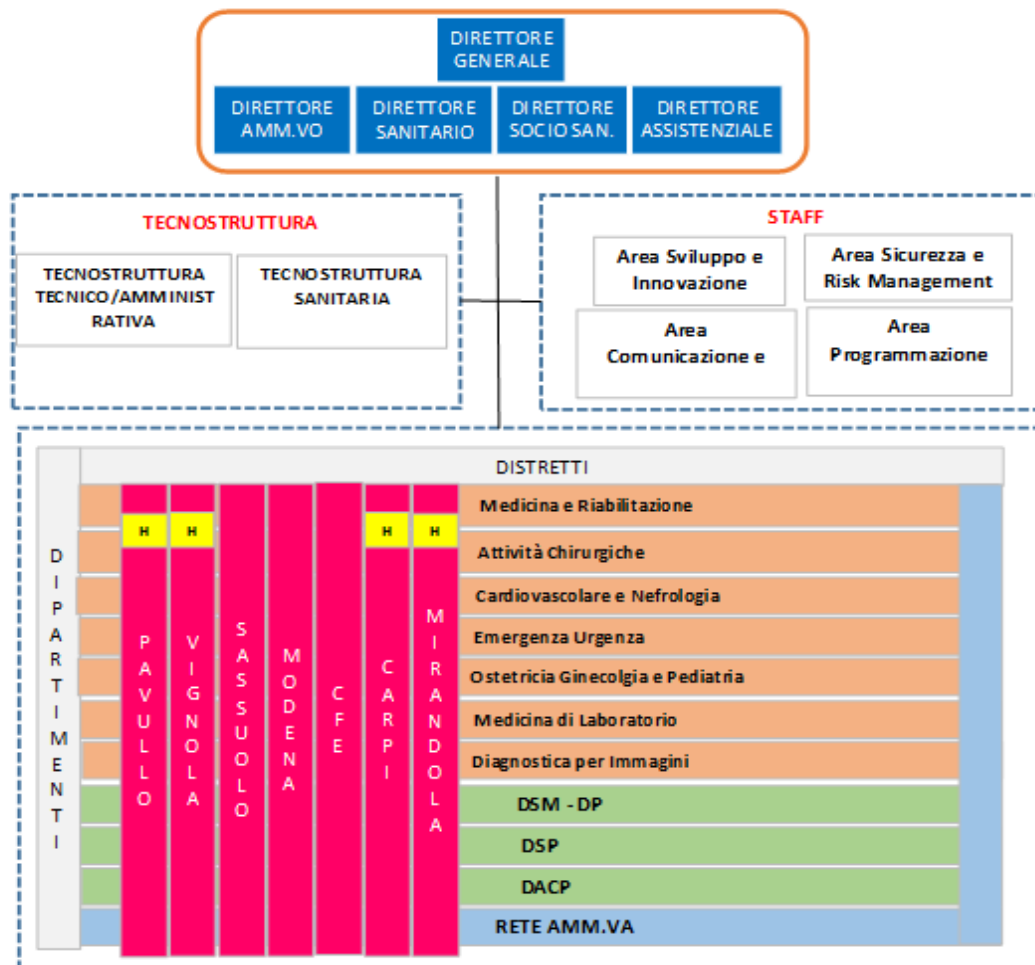 DIRETTORE
GENERALE
DIRETTORE
AMM.VO
DIRETTORE
SANITARIO
DIRETTORE
SOCIO SAN.
DIRETTORE
ASSISTENZIALE
TECNOSTRUTTURA
TECNOSTRUTTURA
TECNICO/AMMINIST
RATIVA
TECNOSTRUTTURA
SANITARIA
STAFF
Area Sviluppo e
Innovazione
Area Sicurezza e
Risk Management
Area
Comunicazione e
Area
Programmazione
DISTRETTI
DIPARTIMENTI
H
H
H
H
PAVULLO
VIGNOLA
SASSUOLO
MODENA
CFE
CARPI
MIRANDOLA
Medicina e Riabilitazione
Attività Chirurgiche
Cardiovascolare e Nefrologia
Emergenza Urgenza
Ostetricia Ginecolgia e Pediatria
Medicina di Laboratorio
Diagnostica per Immagini
DSM - DP
DSP
DACP
RETE AMM.VA